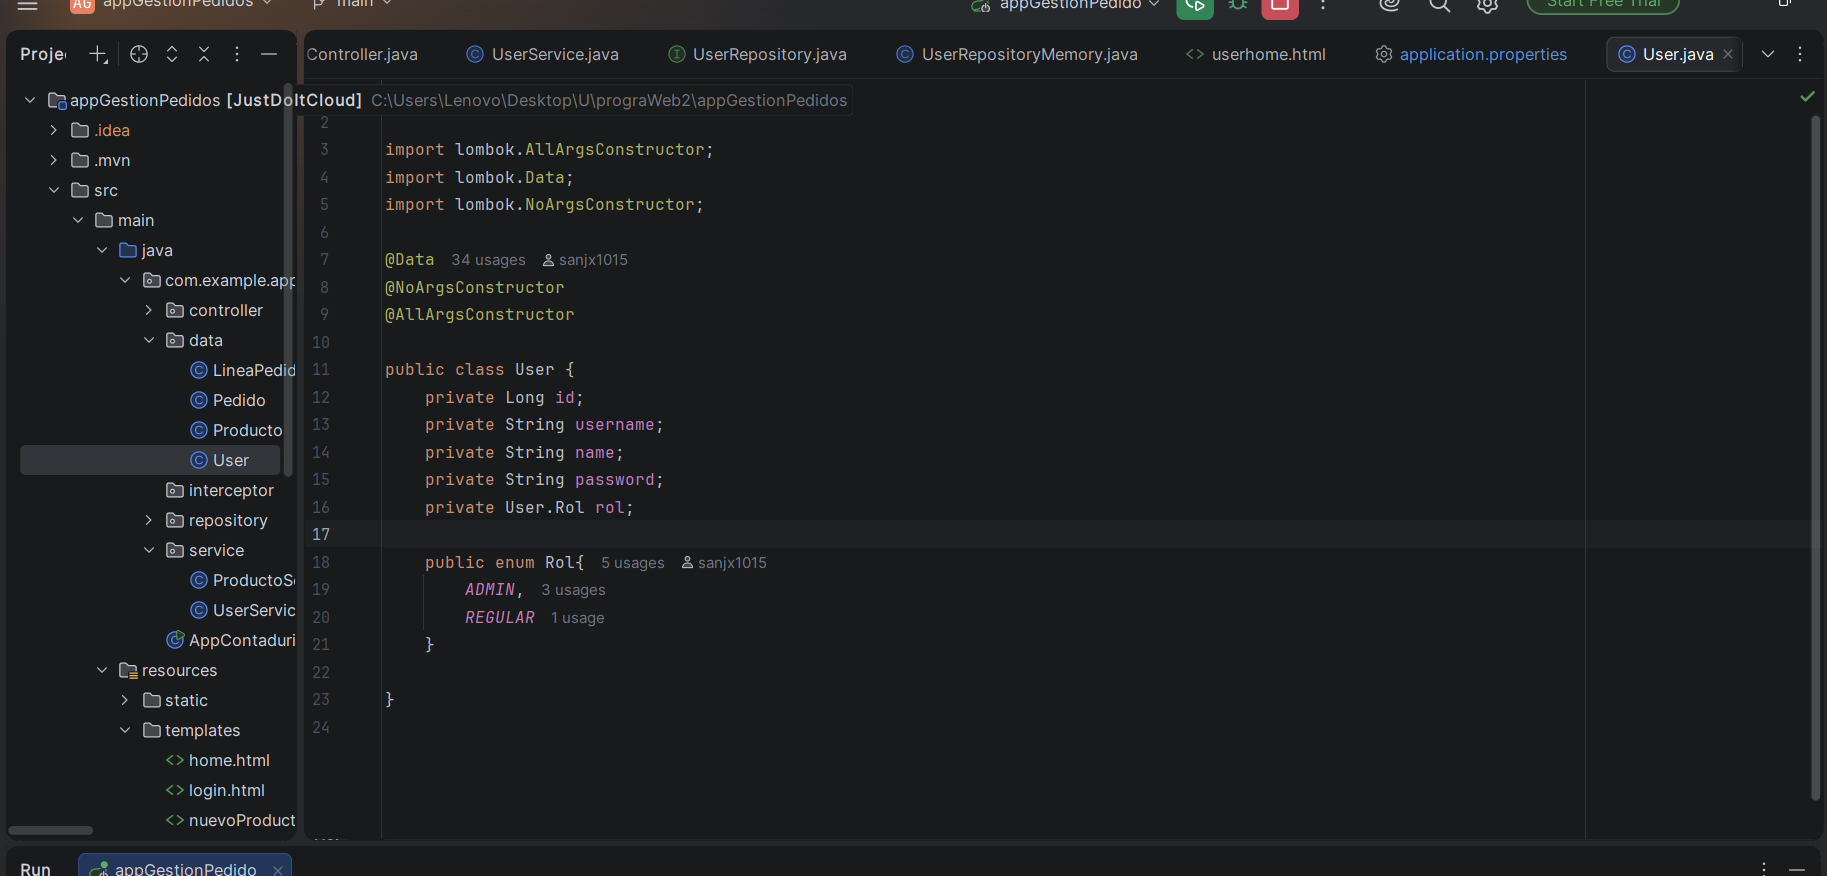 AG appGestionPedidos main appGestionPedido Start Free Trial
Proje
Controller.java UserService.java UserRepository.java UserRepositoryMemory.java userhome.html application.properties User.java
appGestionPedidos [JustDoItCloud] C:\Users\Lenovo\Desktop\U\prograWeb2\appGestionPedidos
.idea
.mvn
src
main
java
com.example.app
controller
data
LineaPedid
Pedido
Producto
User
interceptor
repository
service
ProductoSe
UserServic
AppContaduri
resources
static
templates
home.html
login.html
nuevoProduct
2
3 import lombok.AllArgsConstructor;
4 import lombok.Data;
5 import lombok.NoArgsConstructor;
6
7 @Data 34 usages sanjx1015
8 @NoArgsConstructor
9 @AllArgsConstructor
10
11 public class User {
12 private Long id;
13 private String username;
14 private String name;
15 private String password;
16 private User.Rol rol;
17
18 public enum Rol{ 5 usages sanjx1015
19 ADMIN, 3 usages
20 REGULAR 1 usage
21 }
22
23 }
24
Run appGestionPedido